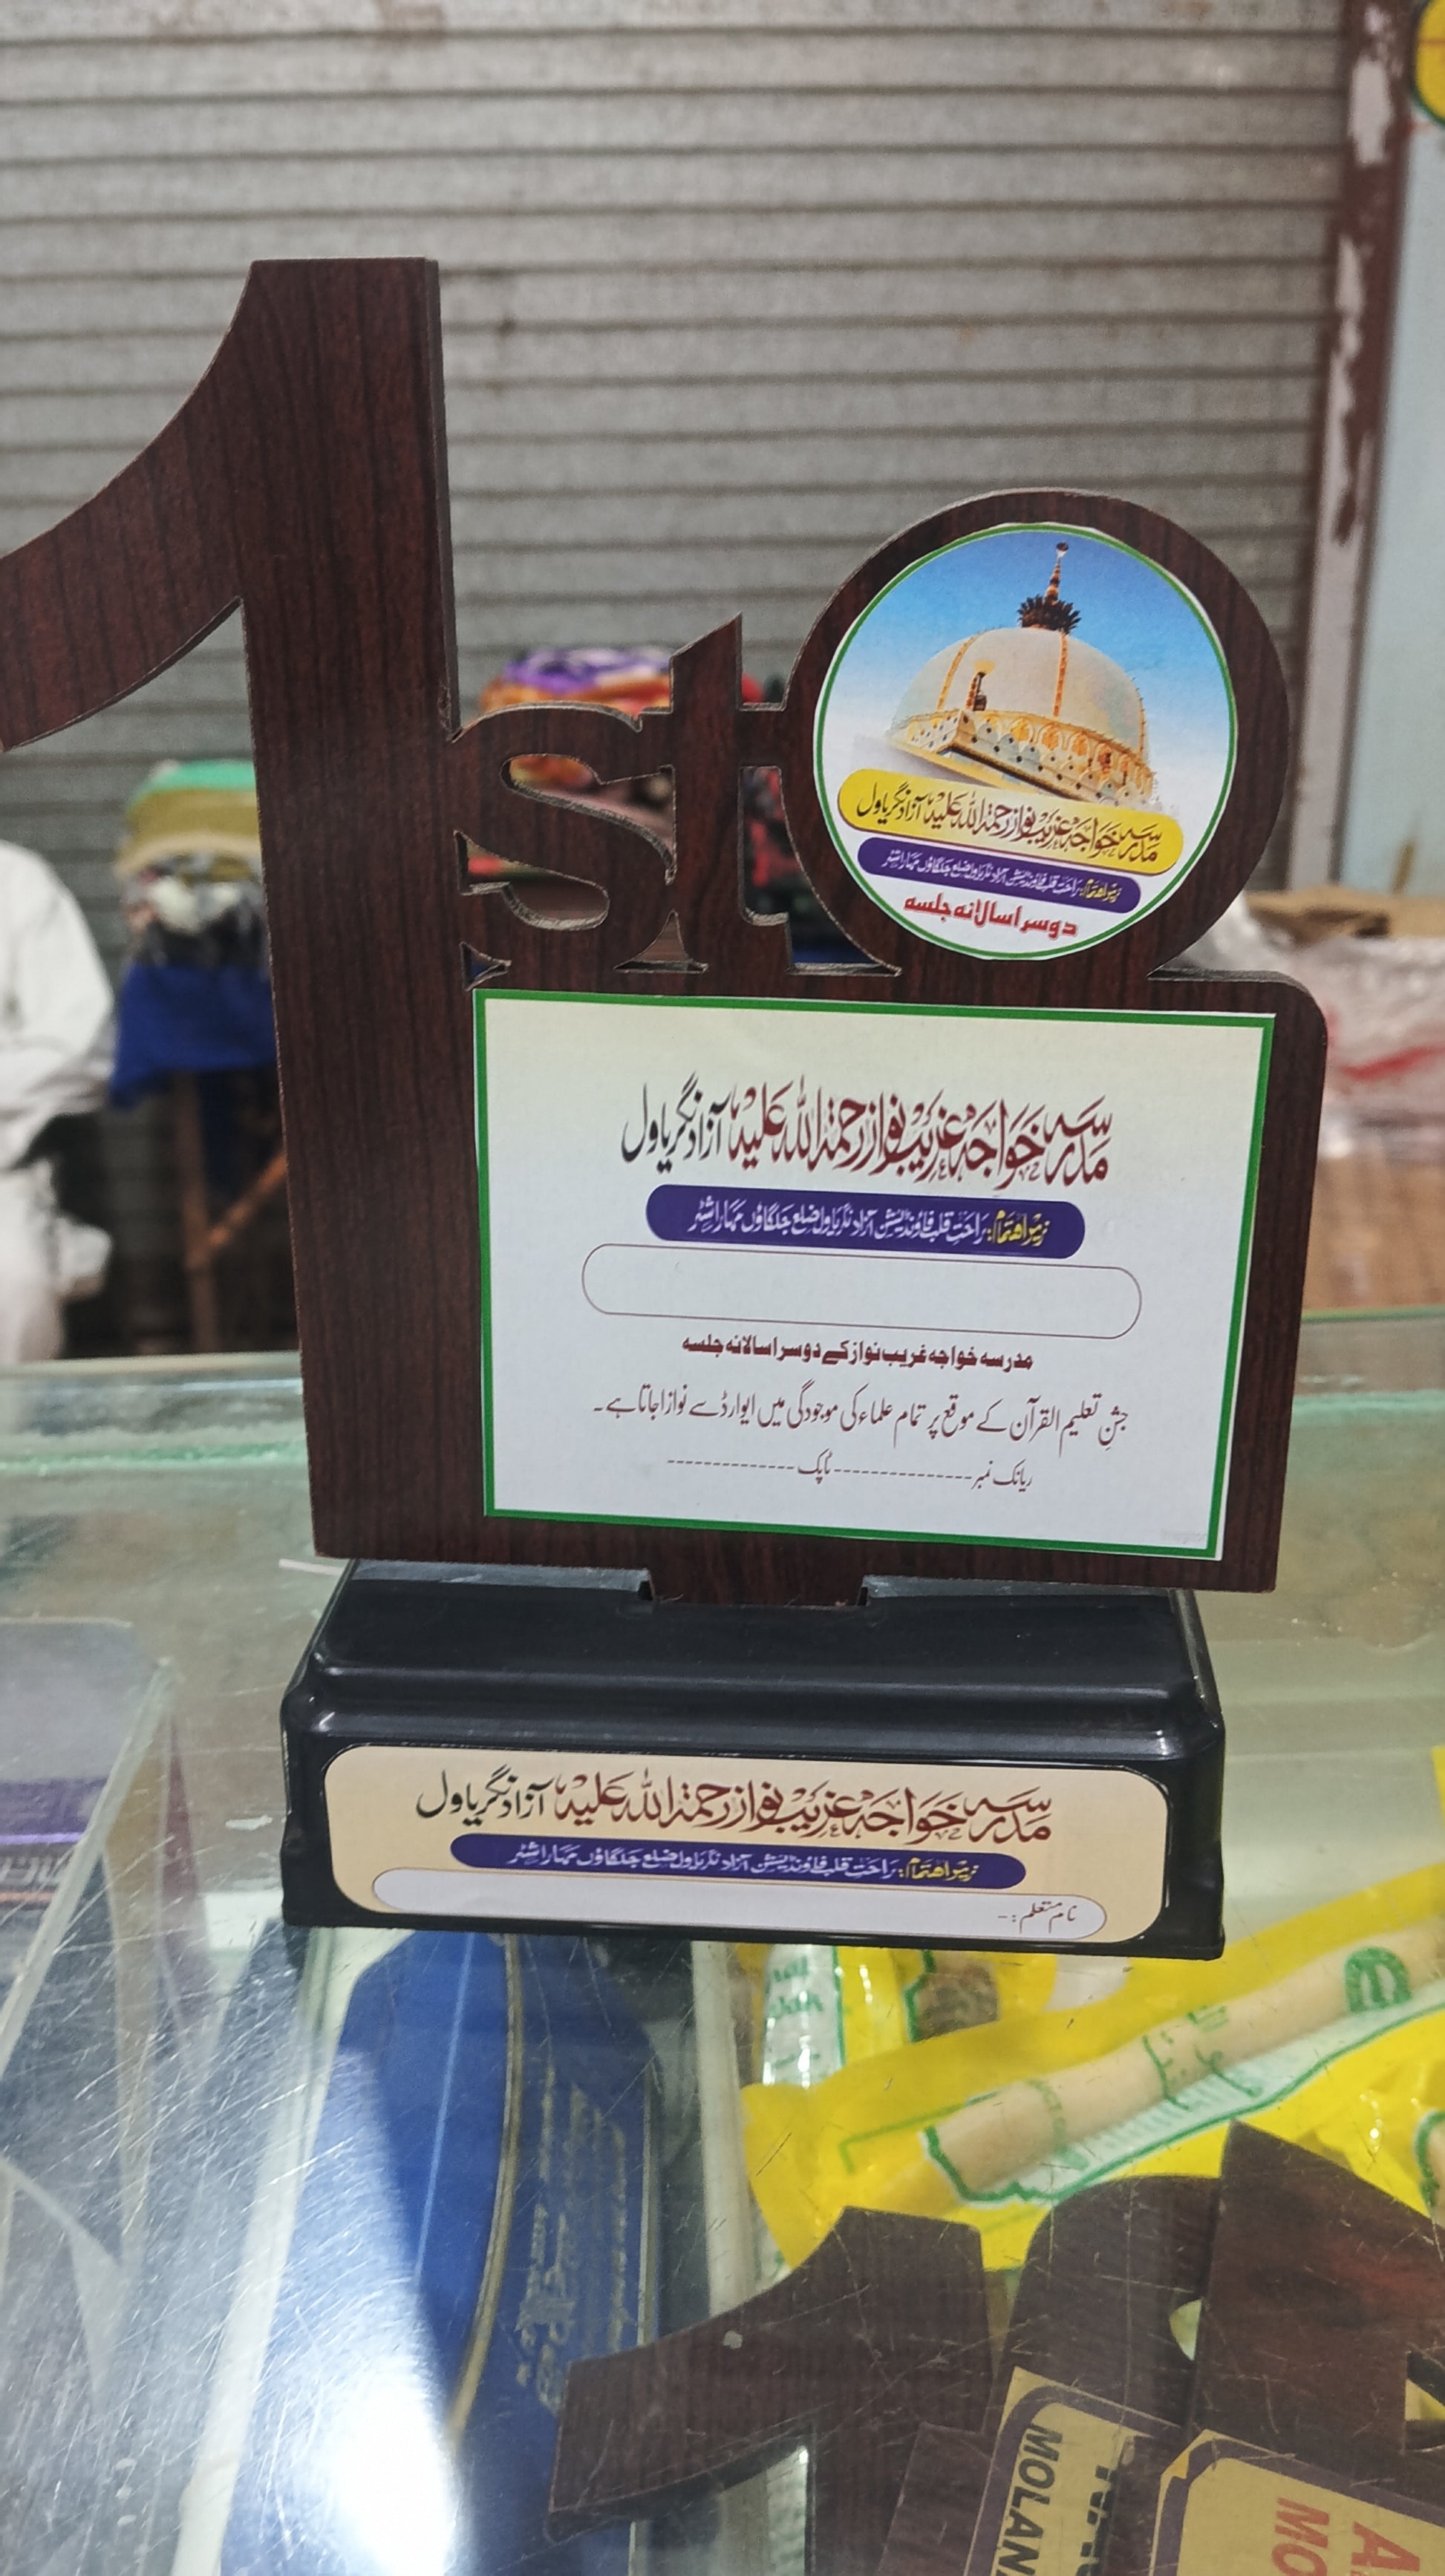 1st
مدرسہ خواجہ غریب نواز رحمۃ اللہ علیہ آزاد نگر یاول
زیر اہتمام: راحت قلب فاؤنڈیشن آزاد نگر یاول ضلع جلگاؤں مہاراشٹر
دوسرا سالانہ جلسہ
مدرسہ خواجہ غریب نواز رحمۃ اللہ علیہ آزاد نگر یاول
زیر اہتمام: راحت قلب فاؤنڈیشن آزاد نگر یاول ضلع جلگاؤں مہاراشٹر
مدرسہ خواجہ غریب نواز کے دوسرا سالانہ جلسہ
جشنِ تعلیم القرآن کے موقع پر تمام علماء کی موجودگی میں ایوارڈ سے نوازا جاتا ہے۔
ریانک نمبر --------------- ٹاپک --------------
مدرسہ خواجہ غریب نواز رحمۃ اللہ علیہ آزاد نگر یاول
زیر اہتمام: راحت قلب فاؤنڈیشن آزاد نگر یاول ضلع جلگاؤں مہاراشٹر
نام متعلم :-
MOLAN
MO